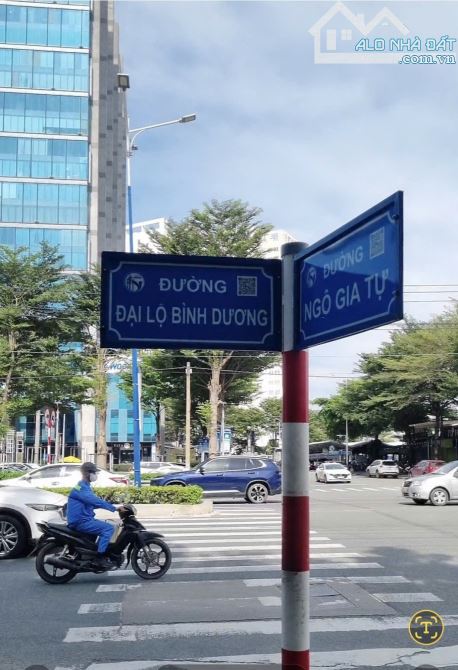 ALO NHÀ ĐẤT
.com.vn
ĐƯỜNG
ĐẠI LỘ BÌNH DƯƠNG
ĐƯỜNG
NGÔ GIA TỰ